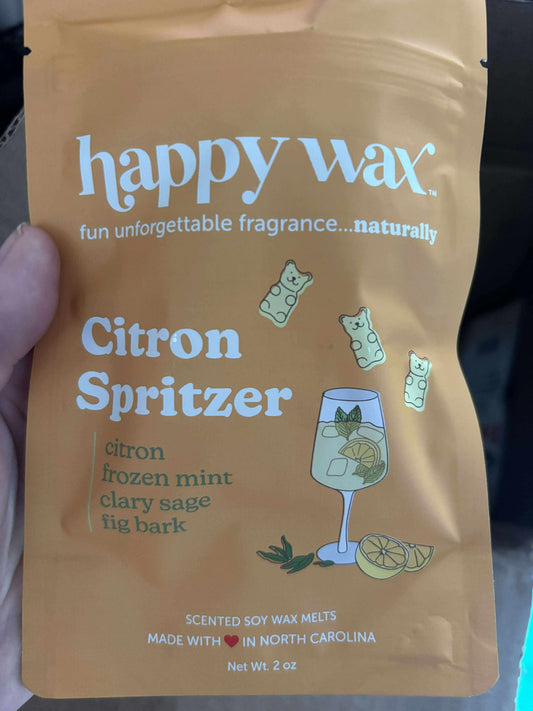 happy wax™
fun unforgettable fragrance...naturally
Citron
Spritzer
citron
frozen mint
clary sage
fig bark
SCENTED SOY WAX MELTS
MADE WITH ❤ IN NORTH CAROLINA
Net Wt. 2 oz